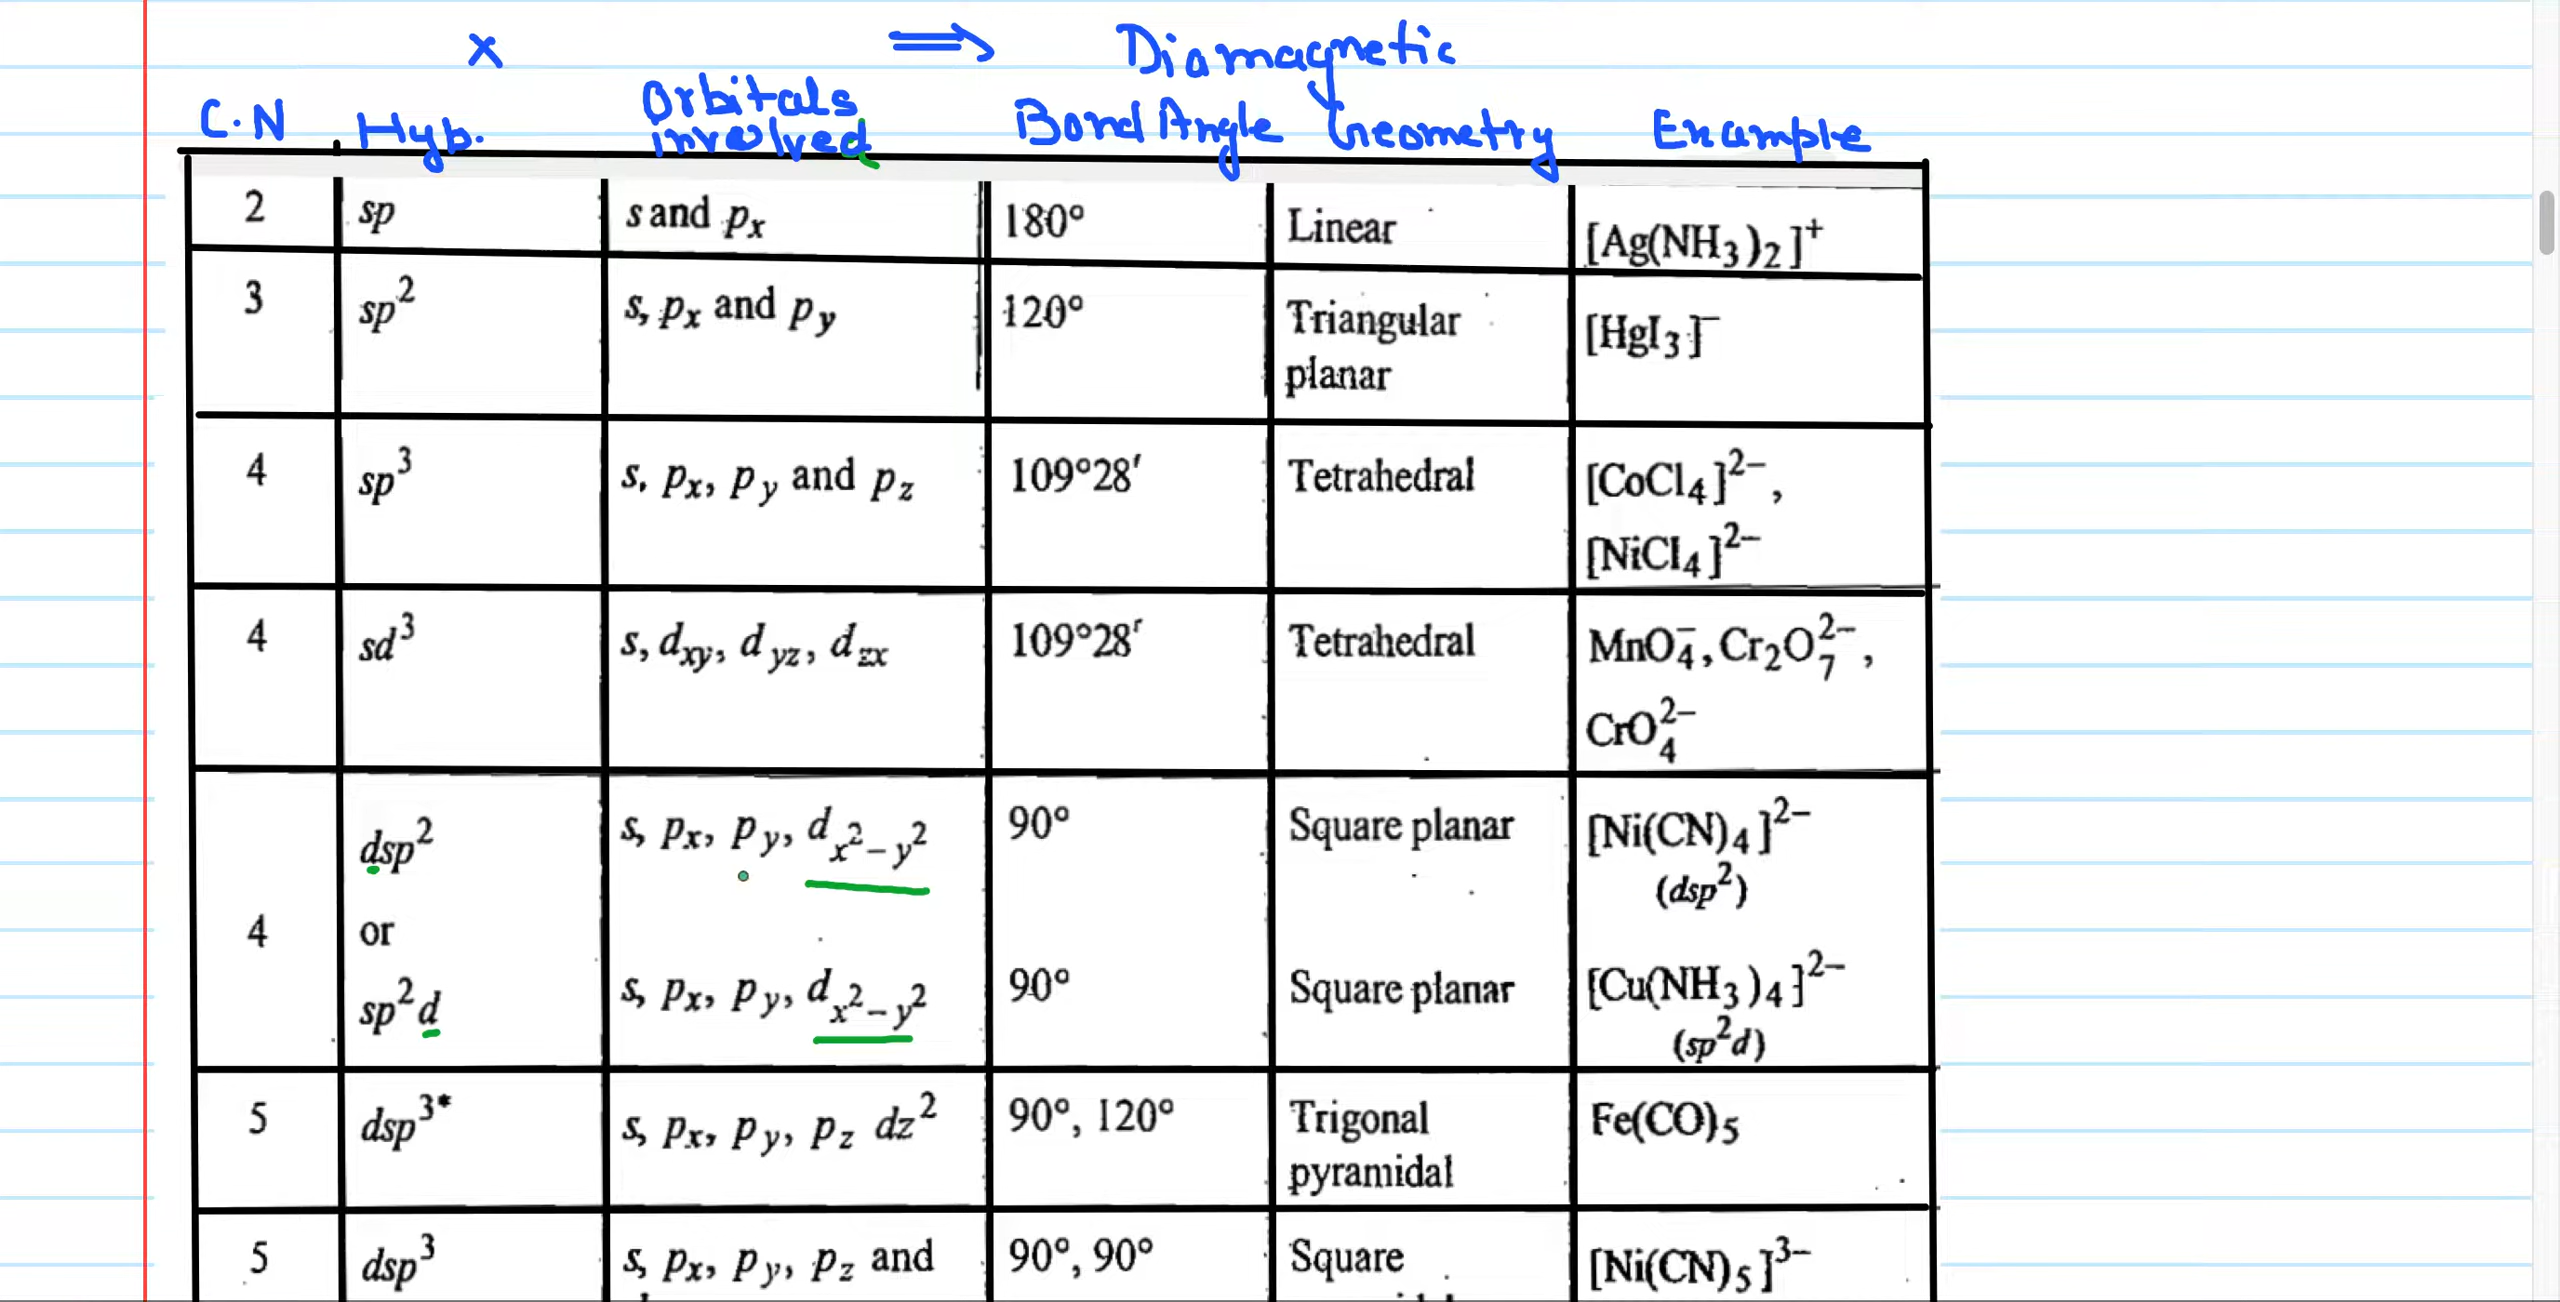 x ⟹ Diamagnetic
C.N Hyb. Orbitals involved Bond Angle Geometry Example
2 sp s and pₓ 180° Linear [Ag(NH₃)₂]⁺
3 sp² s, pₓ and p_y 120° Triangular planar [HgI₃]⁻
4 sp³ s, pₓ, p_y and p_z 109°28′ Tetrahedral [CoCl₄]²⁻,
[NiCl₄]²⁻
4 sd³ s, d_xy, d_yz, d_zx 109°28′ Tetrahedral MnO₄⁻, Cr₂O₇²⁻,
CrO₄²⁻
4 dsp² s, pₓ, p_y, d_x²−y² 90° Square planar [Ni(CN)₄]²⁻
(dsp²)
or
sp²d s, pₓ, p_y, d_x²−y² 90° Square planar [Cu(NH₃)₄]²⁻
(sp²d)
5 dsp³* s, pₓ, p_y, p_z dz² 90°, 120° Trigonal pyramidal Fe(CO)₅
5 dsp³ s, pₓ, p_y, p_z and 90°, 90° Square [Ni(CN)₅]³⁻